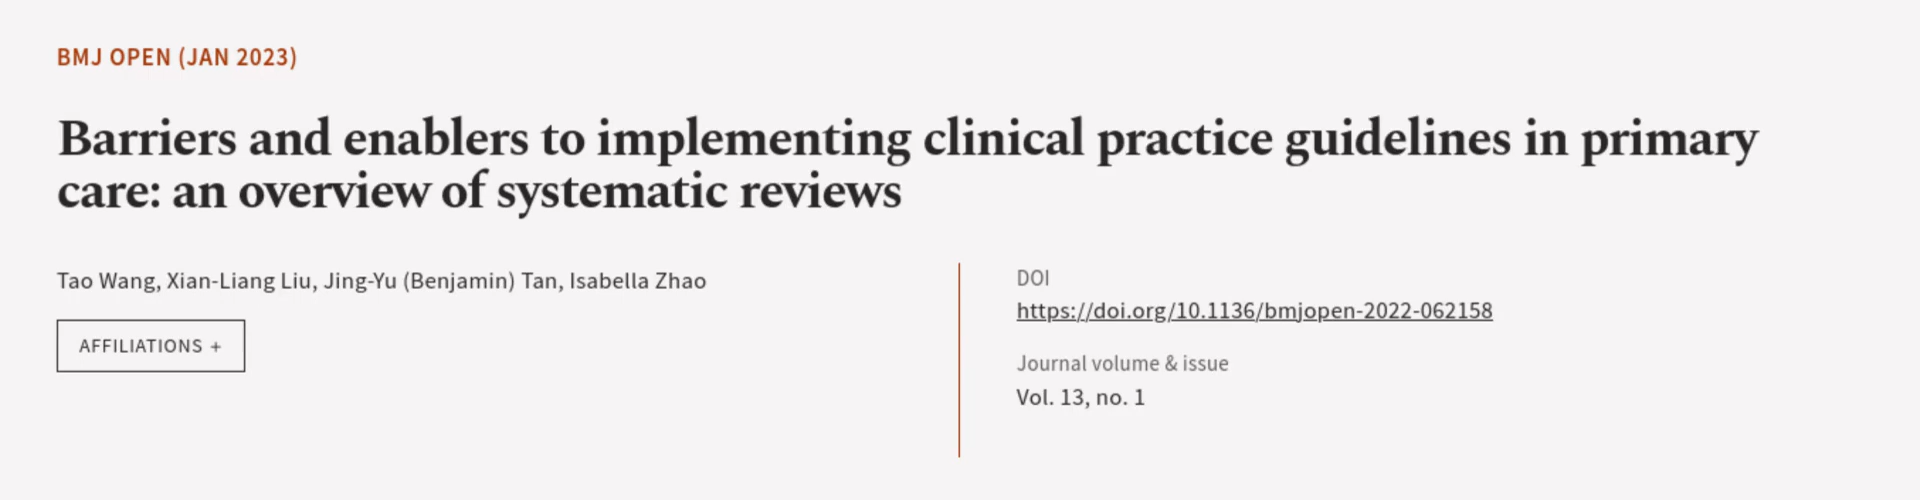 BMJ OPEN (JAN 2023)
Barriers and enablers to implementing clinical practice guidelines in primary
care: an overview of systematic reviews
Tao Wang, Xian-Liang Liu, Jing-Yu (Benjamin) Tan, Isabella Zhao
AFFILIATIONS +
DOI
https://doi.org/10.1136/bmjopen-2022-062158
Journal volume & issue
Vol. 13, no. 1